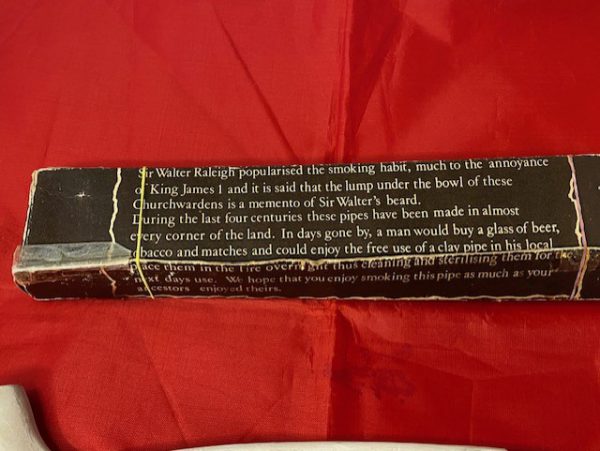 Sir Walter Raleigh popularised the smoking habit, much to the annoyance
of King James 1 and it is said that the lump under the bowl of these
Churchwardens is a memento of Sir Walter's beard.
During the last four centuries these pipes have been made in almost
every corner of the land. In days gone by, a man would buy a glass of beer,
tobacco and matches and could enjoy the free use of a clay pipe in his local
place them in the fire overnight thus cleaning and sterilising them for the
next days use. We hope that you enjoy smoking this pipe as much as your
ancestors enjoyed theirs.